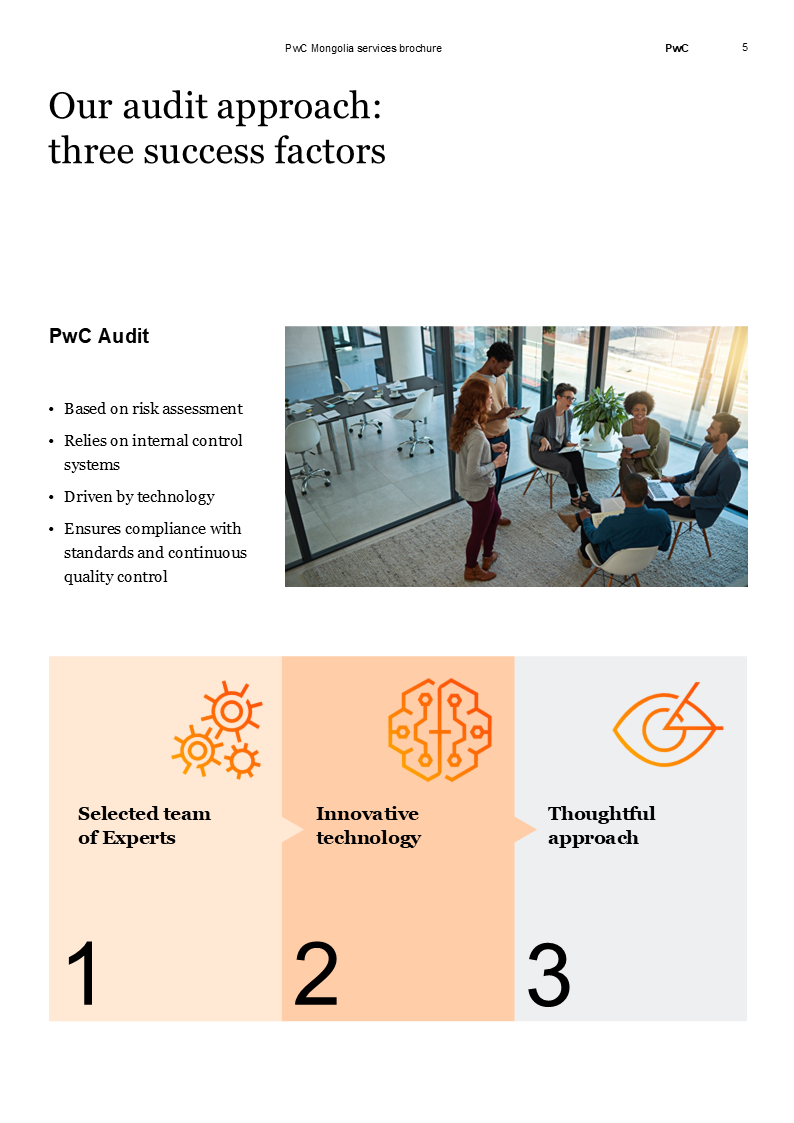 PwC Mongolia services brochure
PwC
5
Our audit approach:
three success factors
PwC Audit
• Based on risk assessment
• Relies on internal control
systems
• Driven by technology
• Ensures compliance with
standards and continuous
quality control
Selected team
of Experts
Innovative
technology
Thoughtful
approach
1
2
3